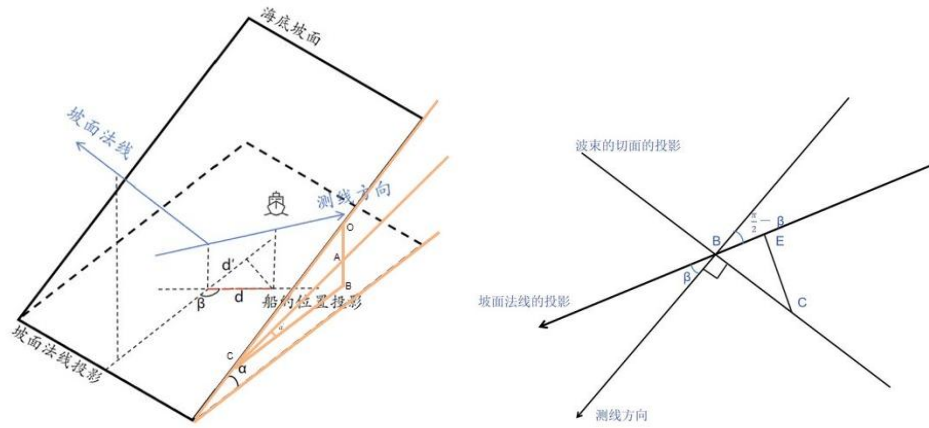 海底坡面
坡面法线
测线方向
O
A
B
d'
β
d
船的位置投影
C
α
坡面法线投影
波束的切面的投影
π/2 — β
B
E
β
C
坡面法线的投影
测线方向